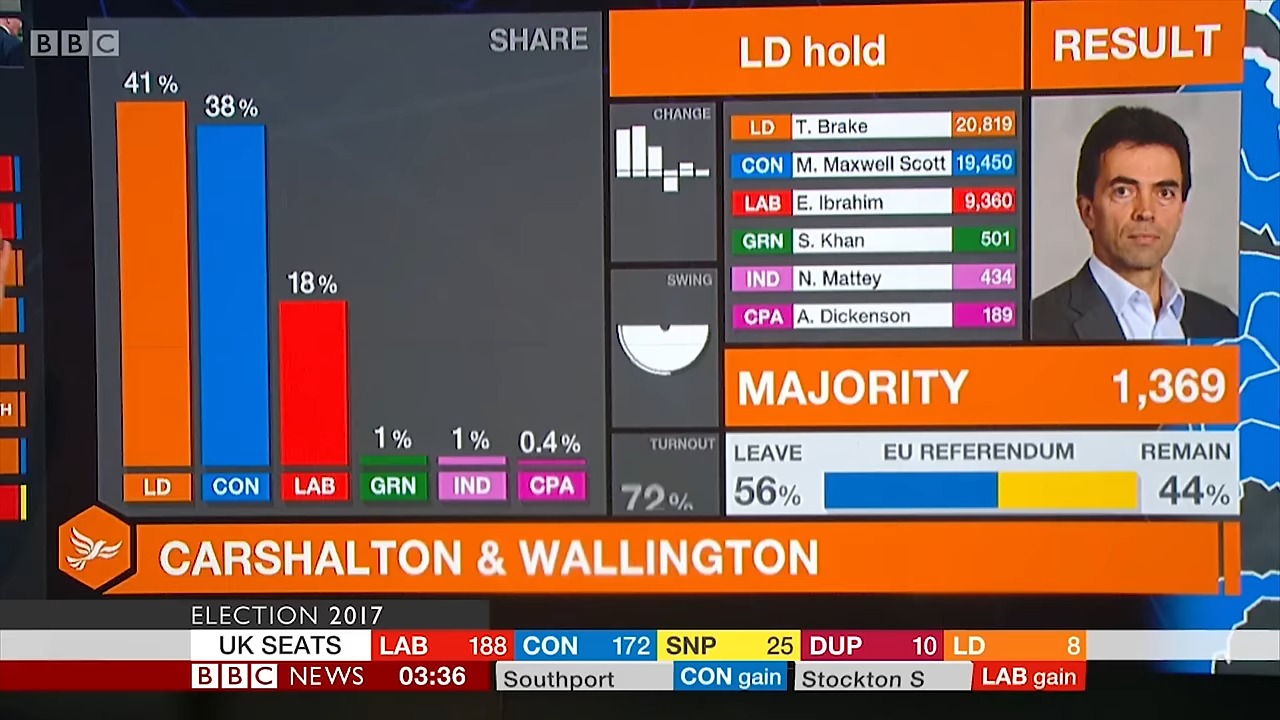 BBC
SHARE
41%
38%
18%
1%
1%
0.4%
LD
CON
LAB
GRN
IND
CPA
LD hold
RESULT
CHANGE
SWING
TURNOUT
72%
LD T. Brake 20,819
CON M. Maxwell Scott 19,450
LAB E. Ibrahim 9,360
GRN S. Khan 501
IND N. Mattey 434
CPA A. Dickenson 189
MAJORITY 1,369
LEAVE EU REFERENDUM REMAIN
56% 44%
H
CARSHALTON & WALLINGTON
ELECTION 2017
UK SEATS LAB 188 CON 172 SNP 25 DUP 10 LD 8
BBC NEWS 03:36 Southport CON gain Stockton S LAB gain